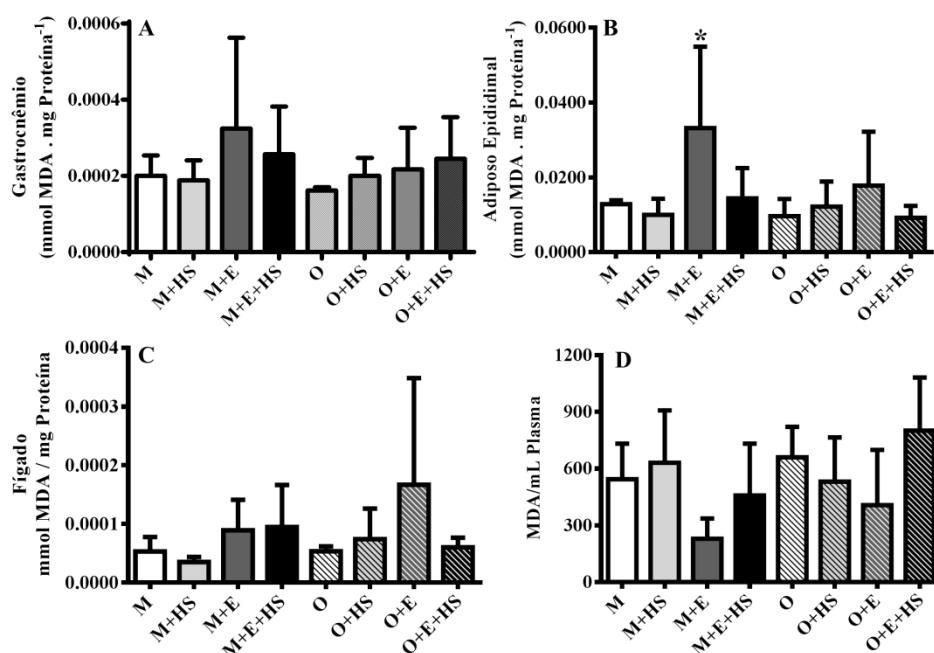 A
Gastrocnêmio
(mmol MDA . mg Proteína-1)
0.0006
0.0004
0.0002
0.0000
M
M+HS
M+E
M+E+HS
O
O+HS
O+E
O+E+HS
B
Adiposo Epididimal
(mmol MDA . mg Proteína-1)
0.0600
0.0400
0.0200
0.0000
*
M
M+HS
M+E
M+E+HS
O
O+HS
O+E
O+E+HS
C
Fígado
mmol MDA / mg Proteína
0.0004
0.0003
0.0002
0.0001
0.0000
M
M+HS
M+E
M+E+HS
O
O+HS
O+E
O+E+HS
D
MDA/mL Plasma
1200
900
600
300
0
M
M+HS
M+E
M+E+HS
O
O+HS
O+E
O+E+HS